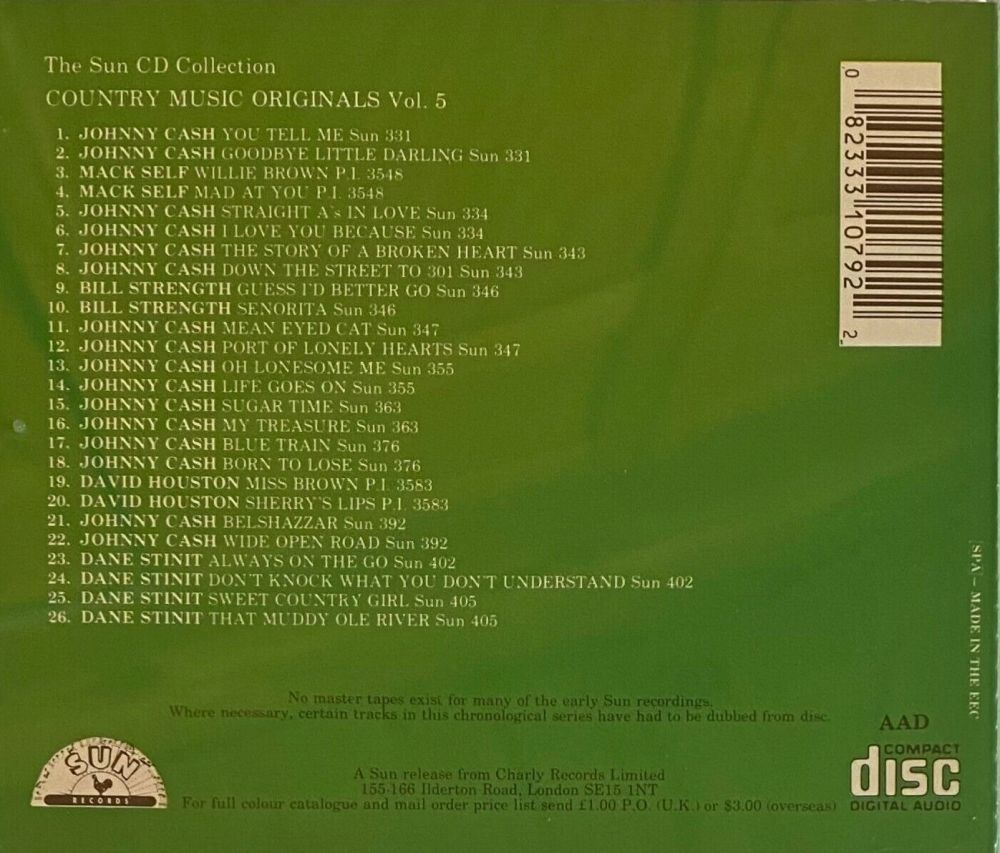 The Sun CD Collection
COUNTRY MUSIC ORIGINALS Vol. 5
1. JOHNNY CASH YOU TELL ME Sun 331
2. JOHNNY CASH GOODBYE LITTLE DARLING Sun 331
3. MACK SELF WILLIE BROWN P.I. 3548
4. MACK SELF MAD AT YOU P.I. 3548
5. JOHNNY CASH STRAIGHT A's IN LOVE Sun 334
6. JOHNNY CASH I LOVE YOU BECAUSE Sun 334
7. JOHNNY CASH THE STORY OF A BROKEN HEART Sun 343
8. JOHNNY CASH DOWN THE STREET TO 301 Sun 343
9. BILL STRENGTH GUESS I'D BETTER GO Sun 346
10. BILL STRENGTH SENORITA Sun 346
11. JOHNNY CASH MEAN EYED CAT Sun 347
12. JOHNNY CASH PORT OF LONELY HEARTS Sun 347
13. JOHNNY CASH OH LONESOME ME Sun 355
14. JOHNNY CASH LIFE GOES ON Sun 355
15. JOHNNY CASH SUGAR TIME Sun 363
16. JOHNNY CASH MY TREASURE Sun 363
17. JOHNNY CASH BLUE TRAIN Sun 376
18. JOHNNY CASH BORN TO LOSE Sun 376
19. DAVID HOUSTON MISS BROWN P.I. 3583
20. DAVID HOUSTON SHERRY'S LIPS P.I. 3583
21. JOHNNY CASH BELSHAZZAR Sun 392
22. JOHNNY CASH WIDE OPEN ROAD Sun 392
23. DANE STINIT ALWAYS ON THE GO Sun 402
24. DANE STINIT DON'T KNOCK WHAT YOU DON'T UNDERSTAND Sun 402
25. DANE STINIT SWEET COUNTRY GIRL Sun 405
26. DANE STINIT THAT MUDDY OLE RIVER Sun 405
0 82333 10792 2
SPA – MADE IN THE EEC
No master tapes exist for many of the early Sun recordings.
Where necessary, certain tracks in this chronological series have had to be dubbed from disc.
AAD
COMPACT
disc
DIGITAL AUDIO
SUN
RECORDS
A Sun release from Charly Records Limited
155-166 Ilderton Road, London SE15 1NT
For full colour catalogue and mail order price list send £1.00 P.O. (U.K.) or $3.00 (overseas)